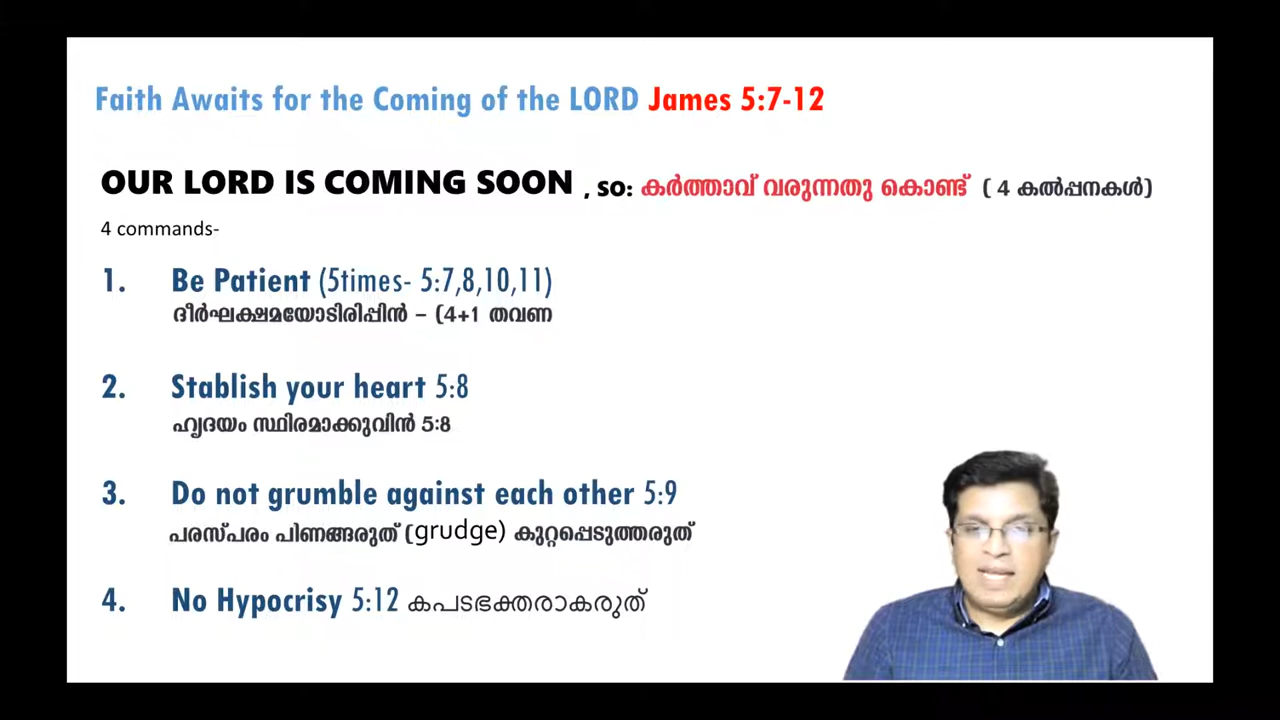 Faith Awaits for the Coming of the LORD James 5:7-12
OUR LORD IS COMING SOON , SO: കർത്താവ് വരുന്നതു കൊണ്ട് ( 4 കൽപ്പനകൾ)
4 commands-
1. Be Patient (5times- 5:7,8,10,11)
ദീർഘക്ഷമയോടിരിപ്പിൻ – (4+1 തവണ
2. Stablish your heart 5:8
ഹൃദയം സ്ഥിരമാക്കുവിൻ 5:8
3. Do not grumble against each other 5:9
പരസ്പരം പിണങ്ങരുത് (grudge) കുറ്റപ്പെടുത്തരുത്
4. No Hypocrisy 5:12 കപടഭക്തരാകരുത്